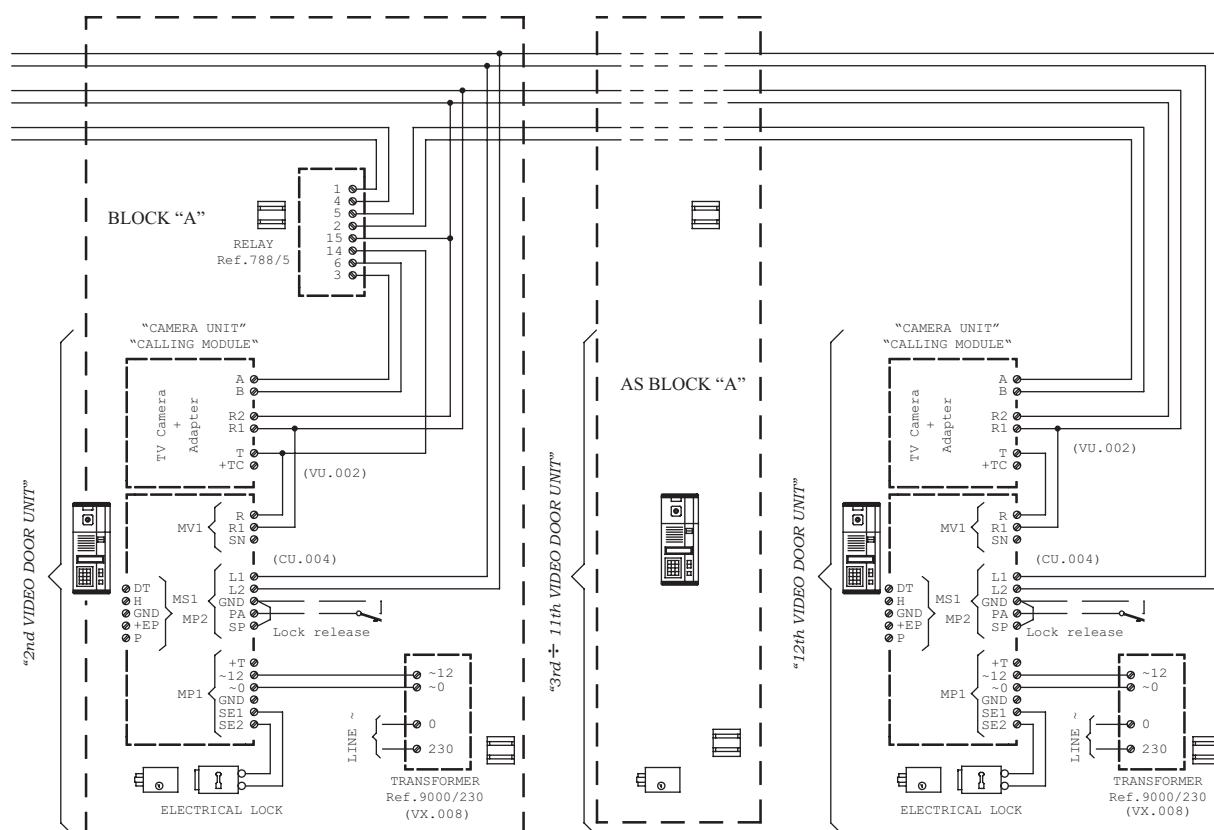 BLOCK “A”
1
4
5
2
15
14
6
3
RELAY
Ref.788/5
“CAMERA UNIT”
“CALLING MODULE“
TV Camera
+
Adapter
A
B
R2
R1
T
+TC
(VU.002)
“2nd VIDEO DOOR UNIT”
MV1
R
R1
SN
(CU.004)
DT
H
GND
+EP
P
MS1
MP2
L1
L2
GND
PA
SP
Lock release
MP1
+T
~12
~0
GND
SE1
SE2
~12
~0
0
230
LINE ~
TRANSFORMER
Ref.9000/230
(VX.008)
ELECTRICAL LOCK
AS BLOCK “A”
“3rd ÷ 11th VIDEO DOOR UNIT”
“CAMERA UNIT”
“CALLING MODULE“
TV Camera
+
Adapter
A
B
R2
R1
T
+TC
(VU.002)
“12th VIDEO DOOR UNIT”
MV1
R
R1
SN
(CU.004)
DT
H
GND
+EP
P
MS1
MP2
L1
L2
GND
PA
SP
Lock release
MP1
+T
~12
~0
GND
SE1
SE2
~12
~0
0
230
LINE ~
TRANSFORMER
Ref.9000/230
(VX.008)
ELECTRICAL LOCK